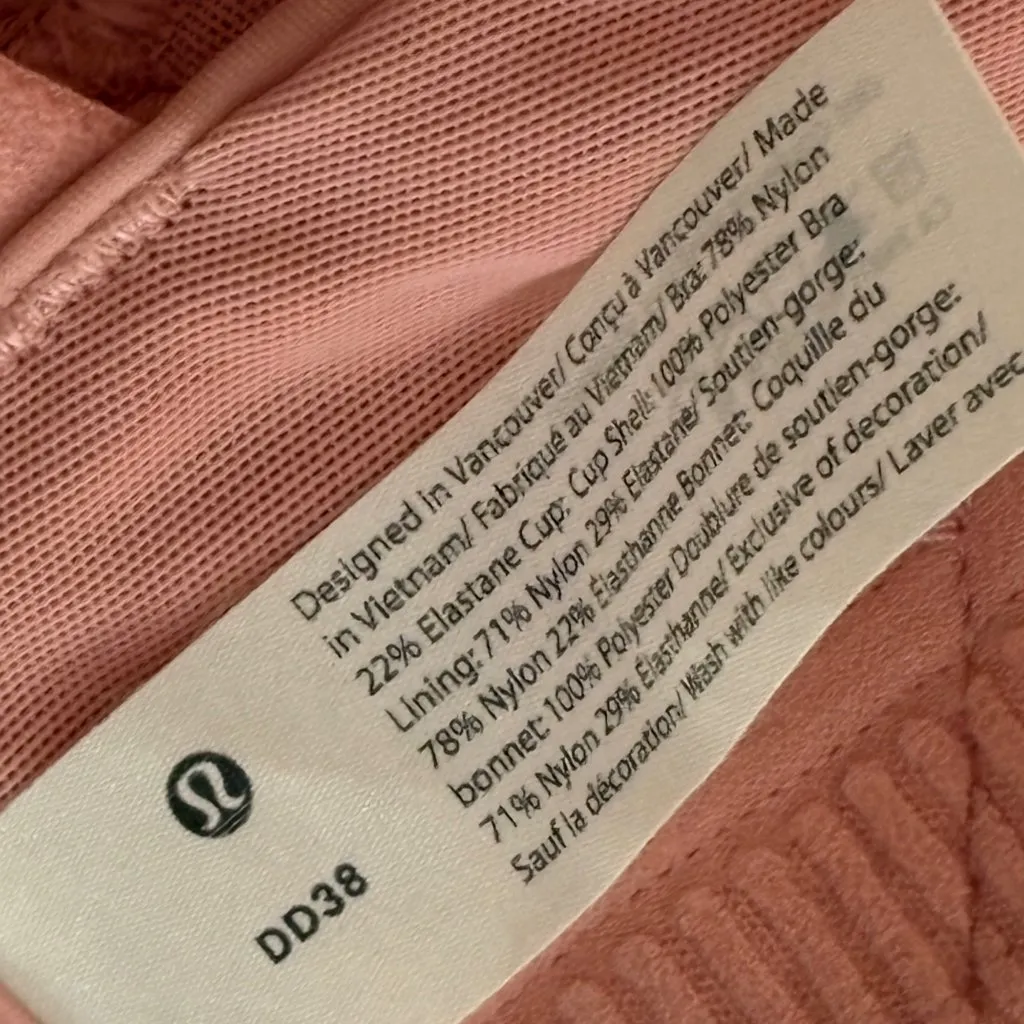 Designed in Vancouver/ Conçu à Vancouver/ Made
in Vietnam/ Fabriqué au Vietnam/ Bra: 78% Nylon
22% Elastane Cup: Cup Shell: 100% Polyester Bra
Lining: 71% Nylon 29% Elastane/ Soutien-gorge:
78% Nylon 22% Élasthanne Bonnet: Coquille du
bonnet: 100% Polyester Doublure de soutien-gorge:
71% Nylon 29% Élasthanne/ Exclusive of decoration/
Sauf la décoration/ Wash with like colours/ Laver avec
DD38